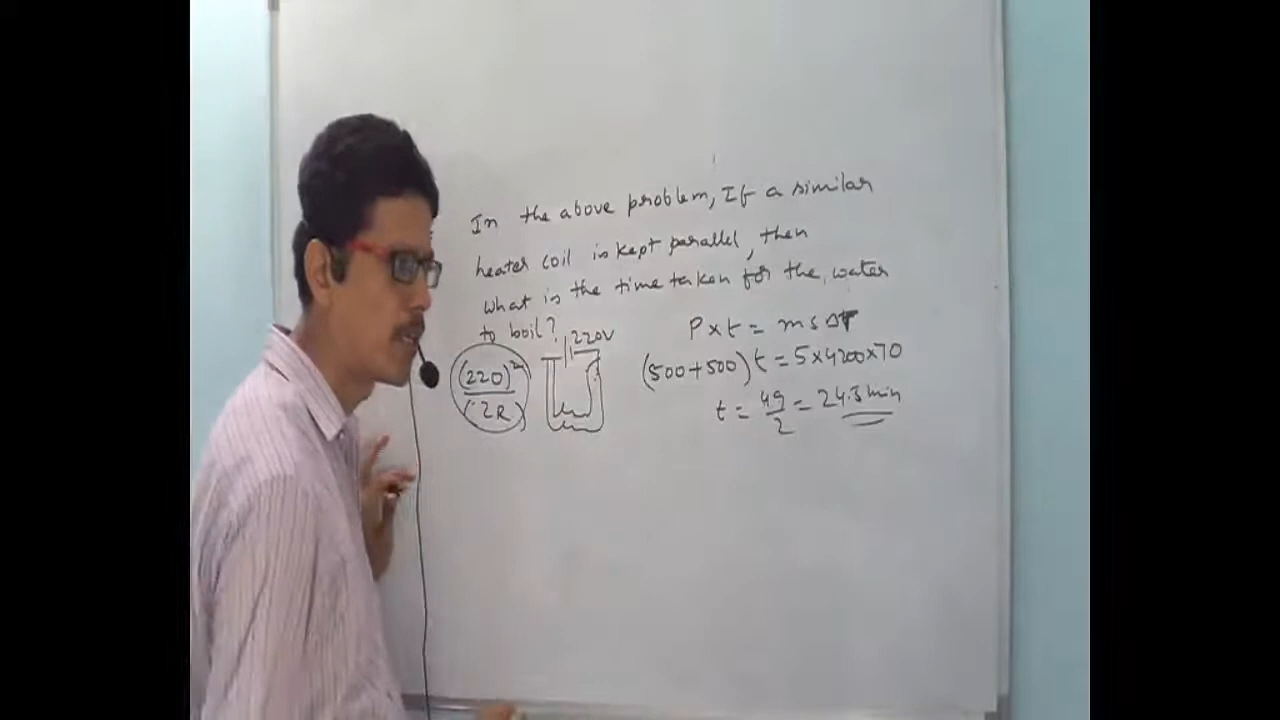 In the above problem, If a similar
heater coil is kept parallel, then
what is the time taken for the water
to boil?
220V
(220)²
(2R)
P × t = m s ΔT
(500+500) t = 5×4200×70
t = 49/2 = 24.5 min